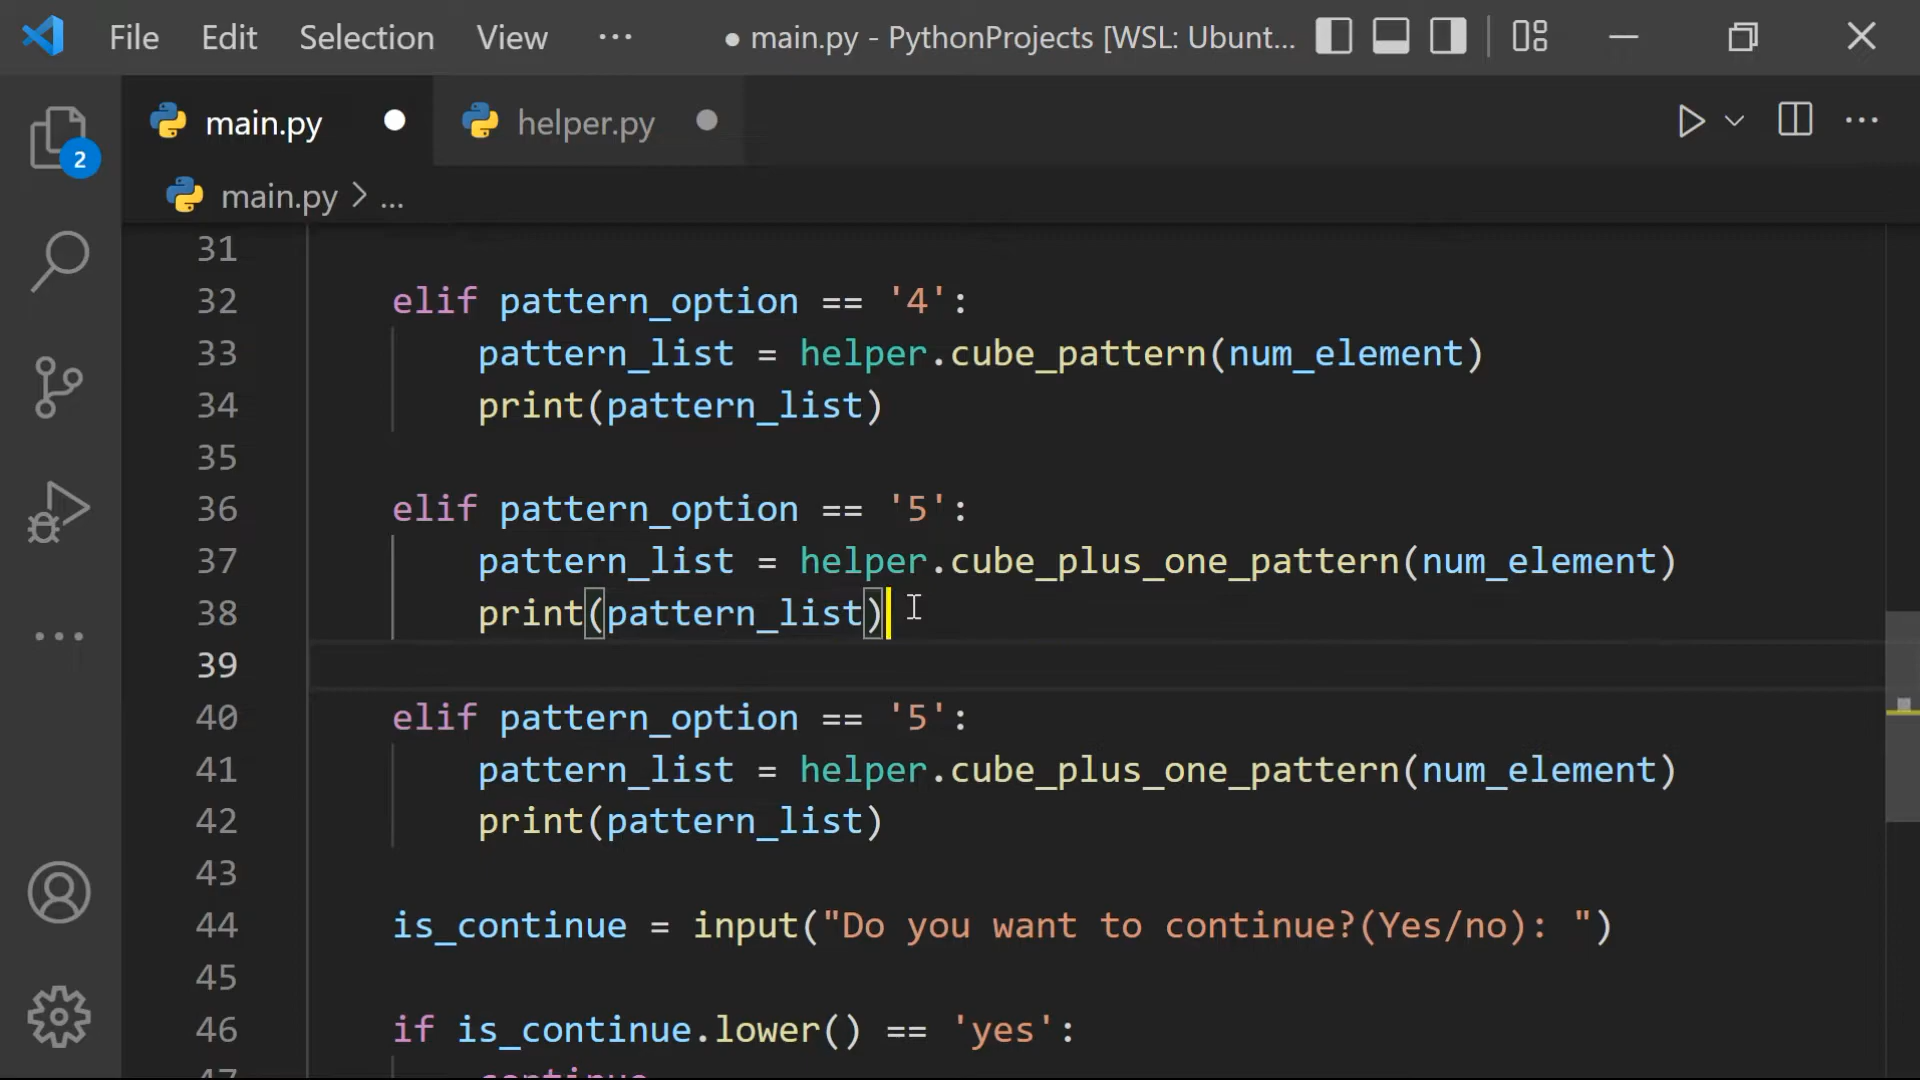 File Edit Selection View ··· ● main.py - PythonProjects [WSL: Ubunt...
main.py helper.py
2
main.py > ...
31
32 elif pattern_option == '4':
33 pattern_list = helper.cube_pattern(num_element)
34 print(pattern_list)
35
36 elif pattern_option == '5':
37 pattern_list = helper.cube_plus_one_pattern(num_element)
38 print(pattern_list)
39
40 elif pattern_option == '5':
41 pattern_list = helper.cube_plus_one_pattern(num_element)
42 print(pattern_list)
43
44 is_continue = input("Do you want to continue?(Yes/no): ")
45
46 if is_continue.lower() == 'yes':
47 continue